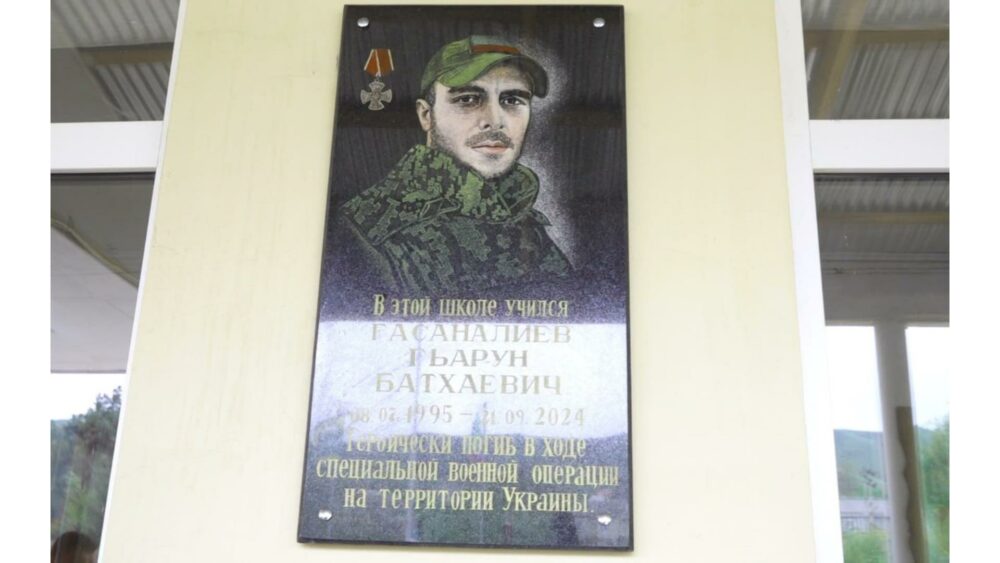 В этой школе учился
ГАСАНАЛИЕВ
ГЬАРУН
БАТХАЕВИЧ
08.07.1995 – 21.09.2024
героически погиб в ходе
специальной военной операции
на территории Украины.